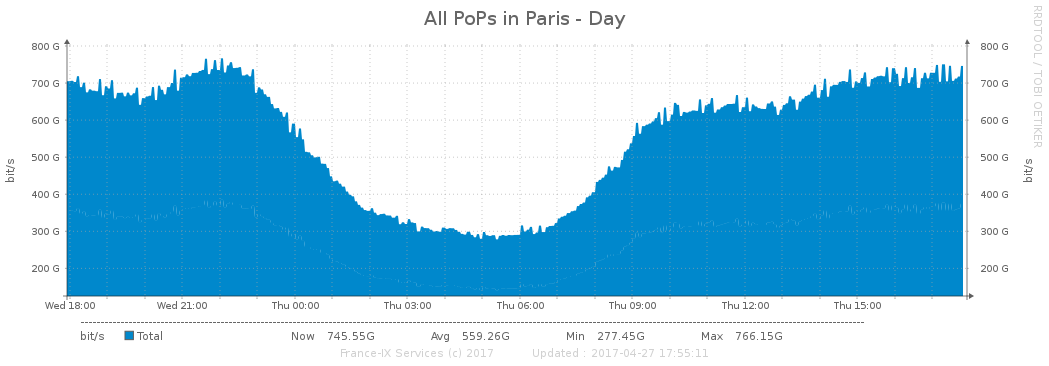 All PoPs in Paris - Day
RRDTOOL / TOBI OETIKER
bit/s
800 G
700 G
600 G
500 G
400 G
300 G
200 G
800 G
700 G
600 G
500 G
400 G
300 G
200 G
bit/s
Wed 18:00 Wed 21:00 Thu 00:00 Thu 03:00 Thu 06:00 Thu 09:00 Thu 12:00 Thu 15:00
bit/s Total Now 745.55G Avg 559.26G Min 277.45G Max 766.15G
France-IX Services (c) 2017 Updated : 2017-04-27 17:55:11